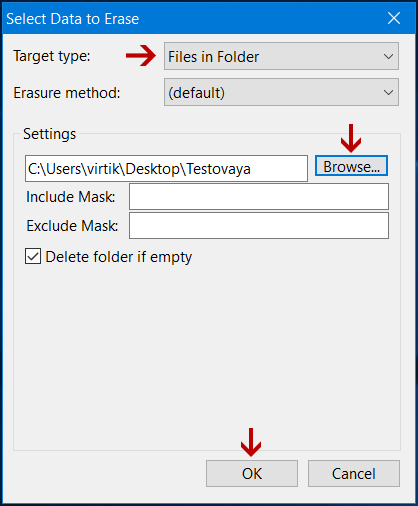 Select Data to Erase
Target type: Files in Folder
Erasure method: (default)
Settings
C:\Users\virtik\Desktop\Testovaya Browse...
Include Mask:
Exclude Mask:
Delete folder if empty
OK Cancel